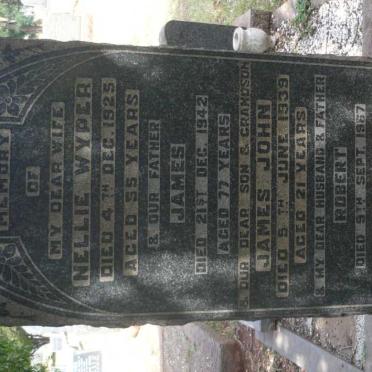 MEMORY
OF
MY DEAR WIFE
NELLIE WYPER
DIED 4TH DEC. 1925
AGED 55 YEARS
& OUR FATHER
JAMES
DIED 21ST DEC. 1942
AGED 77 YEARS
& OUR DEAR SON & GRANDSON
JAMES JOHN
DIED 5TH JUNE 1939
AGED 21 YEARS
& MY DEAR HUSBAND & FATHER
ROBERT
DIED 9TH SEPT. 1967